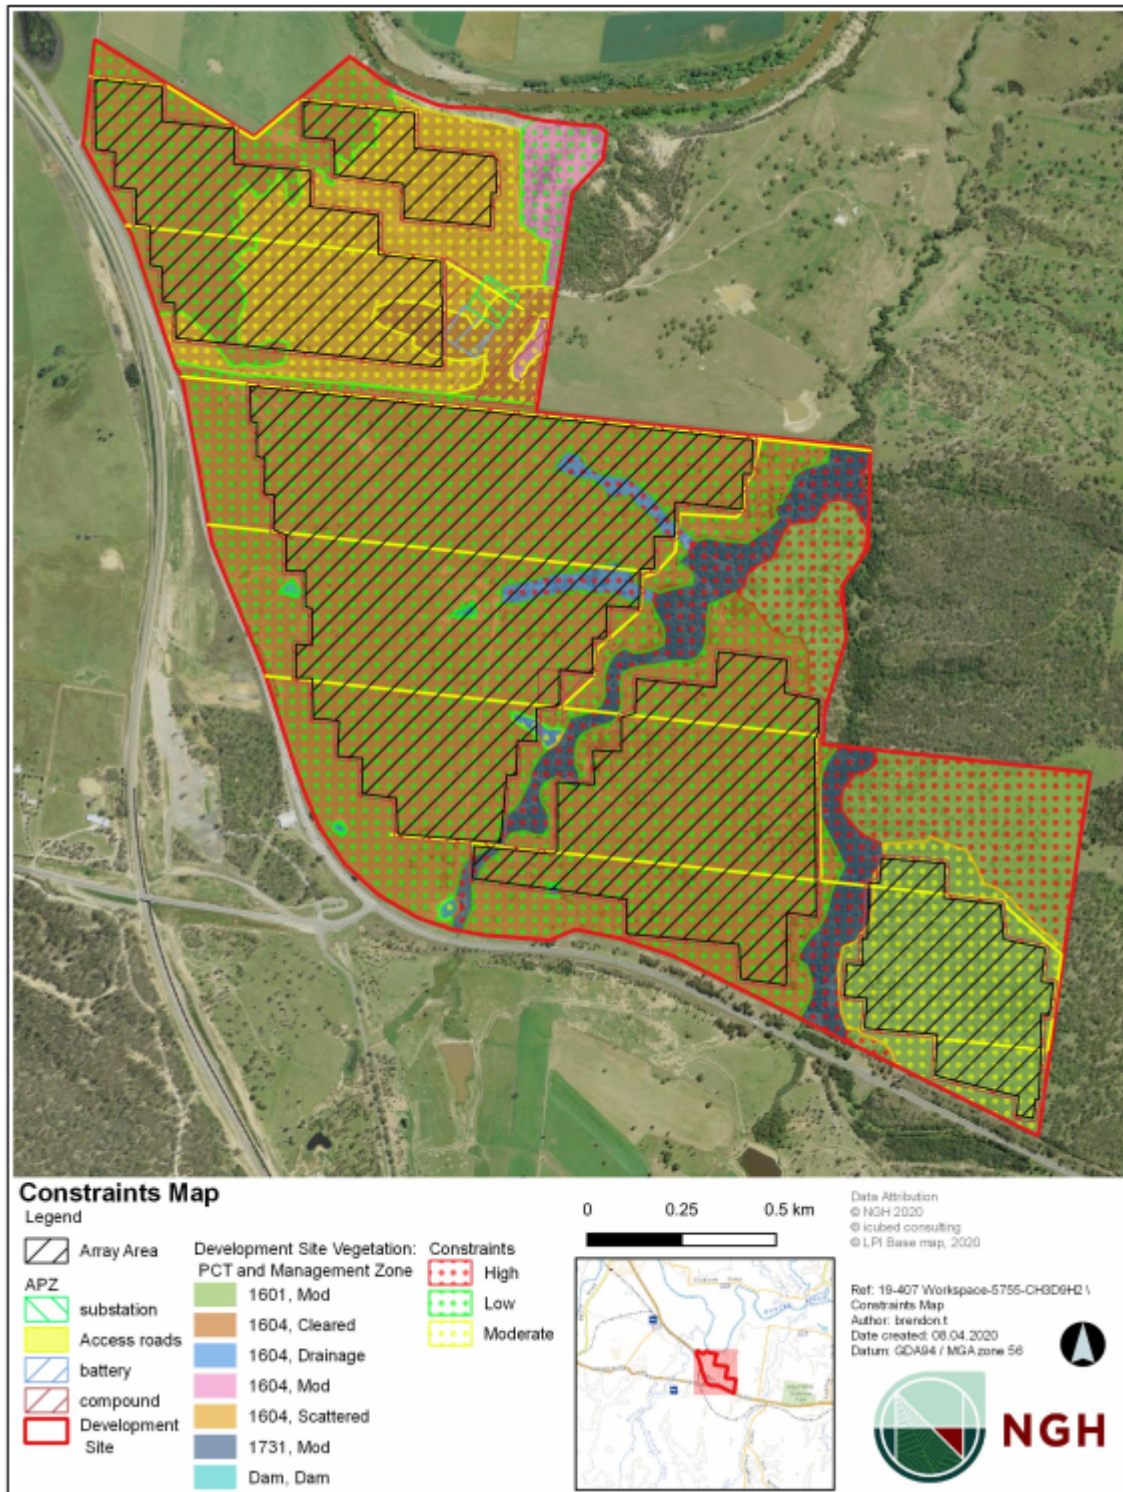 Constraints Map
Legend
Array Area
APZ
substation
Access roads
battery
compound
Development
Site
Development Site Vegetation:
PCT and Management Zone
1601, Mod
1604, Cleared
1604, Drainage
1604, Mod
1604, Scattered
1731, Mod
Dam, Dam
Constraints
High
Low
Moderate
0 0.25 0.5 km
Data Attribution
© NGH 2020
© icubed consulting
© LPI Base map, 2020
Ref: 19-407 Workspace-5755-CH3D9H2 \
Constraints Map
Author: brendon.t
Date created: 08.04.2020
Datum: GDA94 / MGA zone 56
NGH